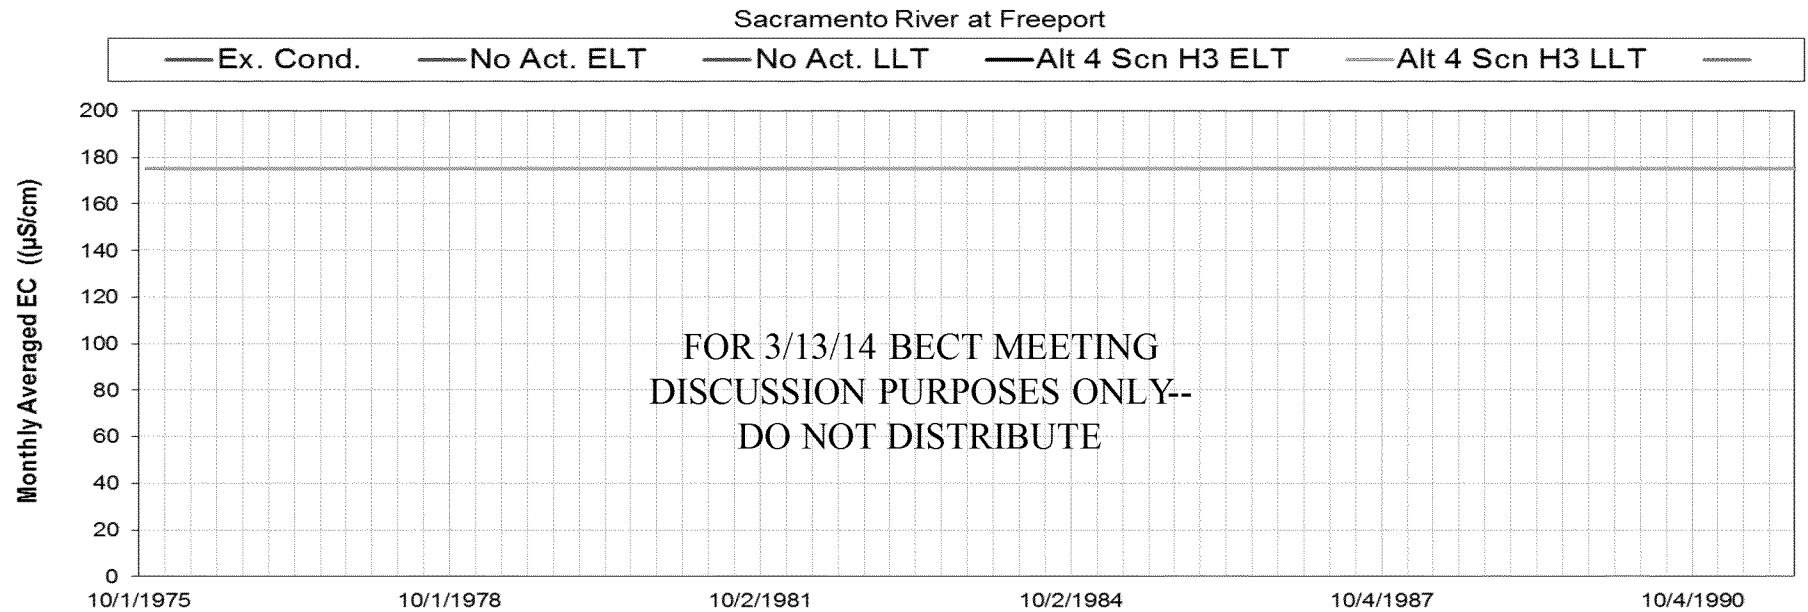 Sacramento River at Freeport
Ex. Cond. No Act. ELT No Act. LLT Alt 4 Scn H3 ELT Alt 4 Scn H3 LLT
Monthly Averaged EC ((µS/cm)
200
180
160
140
120
100
80
60
40
20
0
FOR 3/13/14 BECT MEETING
DISCUSSION PURPOSES ONLY--
DO NOT DISTRIBUTE
10/1/1975 10/1/1978 10/2/1981 10/2/1984 10/4/1987 10/4/1990